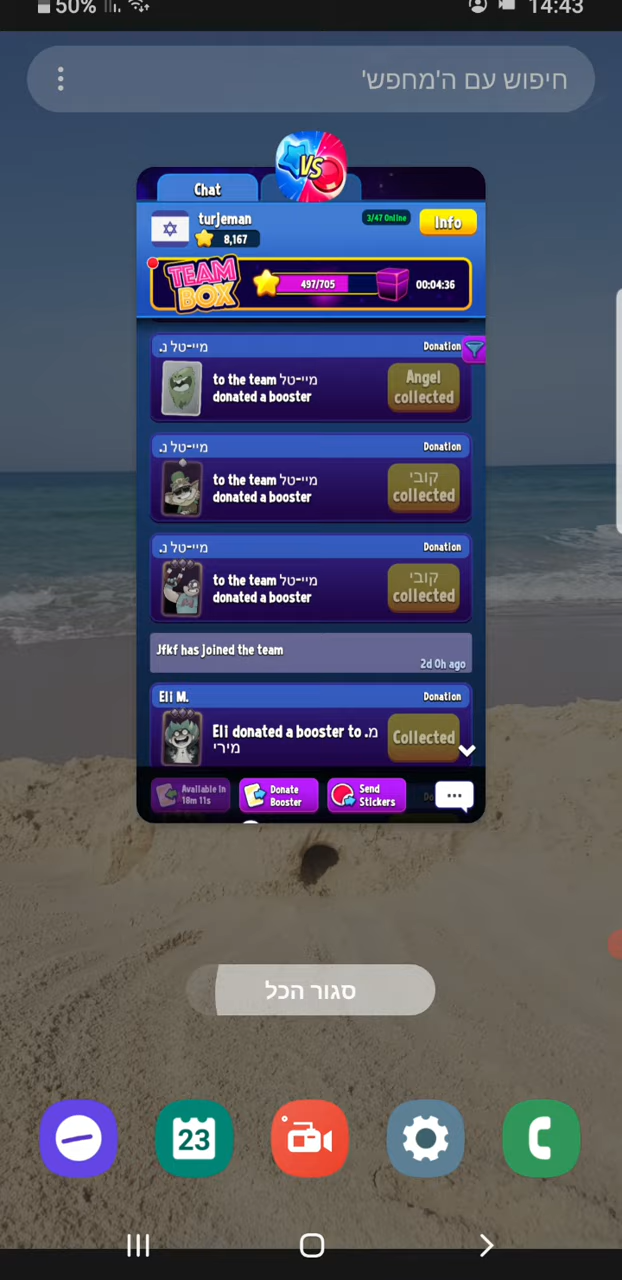 50%
14:43
חיפוש עם ה'מחפש'
VS
Chat
turjeman
8,167
3/47 Online
Info
TEAM BOX
497/705
00:04:36
מיי-טל נ.
Donation
to the team מיי-טל
donated a booster
Angel
collected
מיי-טל נ.
Donation
to the team מיי-טל
donated a booster
קובי
collected
מיי-טל נ.
Donation
to the team מיי-טל
donated a booster
קובי
collected
Jfkf has joined the team
2d 0h ago
Eli M.
Donation
Eli donated a booster to מ.
מירי
Collected
Available in
18m 11s
Donate
Booster
Send
Stickers
Do
סגור הכל
23